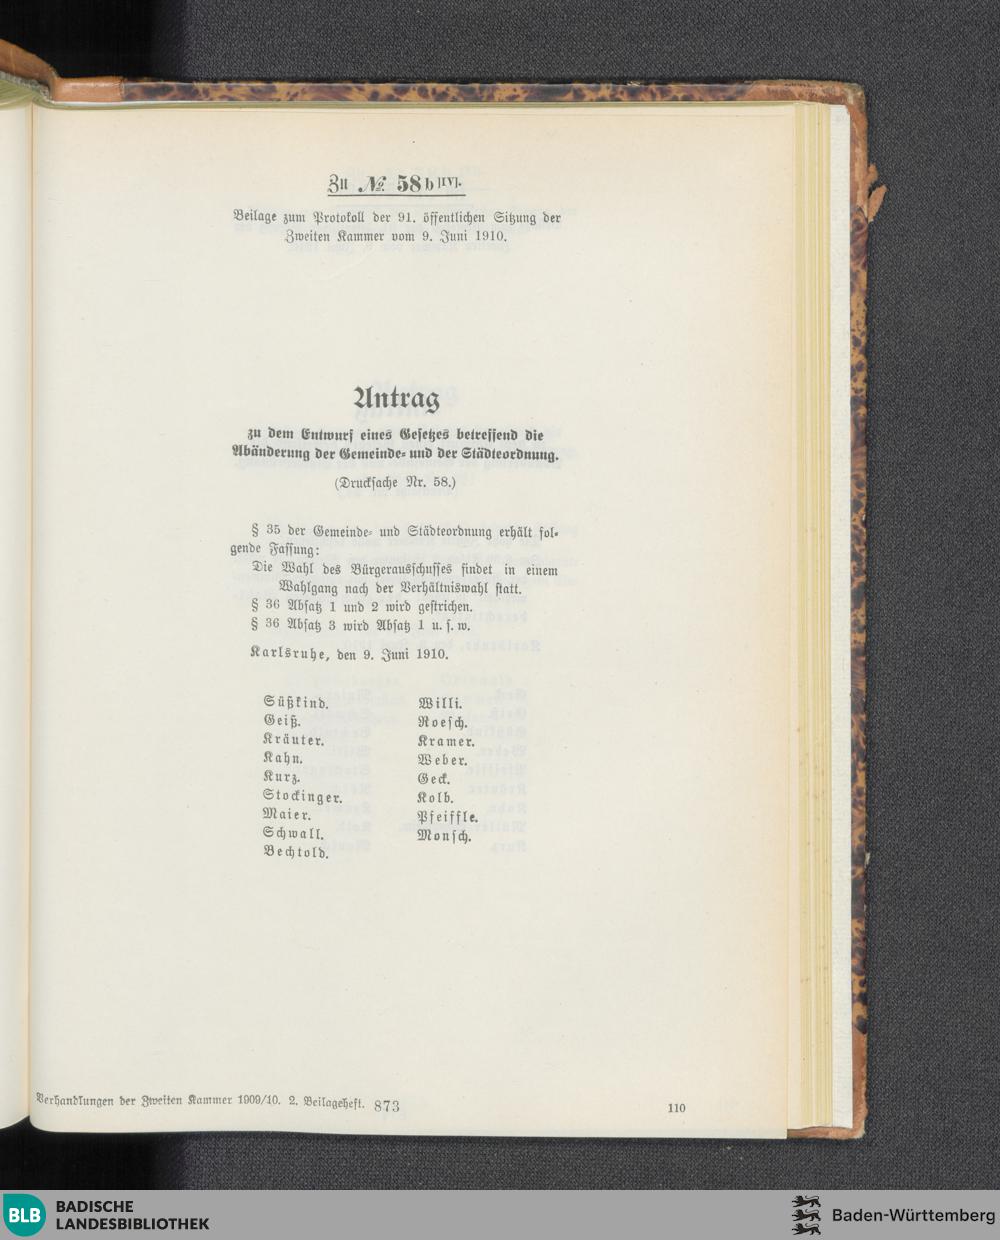 Zu № 58 b [IV].
Beilage zum Protokoll der 91. öffentlichen Sitzung der
Zweiten Kammer vom 9. Juni 1910.
Antrag
zu dem Entwurf eines Gesetzes betreffend die
Abänderung der Gemeinde- und der Städteordnung.
(Drucksache Nr. 58.)
§ 35 der Gemeinde- und Städteordnung erhält fol-
gende Fassung:
Die Wahl des Bürgerausschusses findet in einem
Wahlgang nach der Verhältniswahl statt.
§ 36 Absatz 1 und 2 wird gestrichen.
§ 36 Absatz 3 wird Absatz 1 u. s. w.
Karlsruhe, den 9. Juni 1910.
Süßkind.
Geiß.
Kräuter.
Kahn.
Kurz.
Stockinger.
Maier.
Schwall.
Bechtold.
Willi.
Roesch.
Kramer.
Weber.
Geck.
Kolb.
Pfeiffle.
Monsch.
Verhandlungen der Zweiten Kammer 1909/10. 2. Beilageheft. 873
110
BLB BADISCHE
LANDESBIBLIOTHEK
Baden-Württemberg